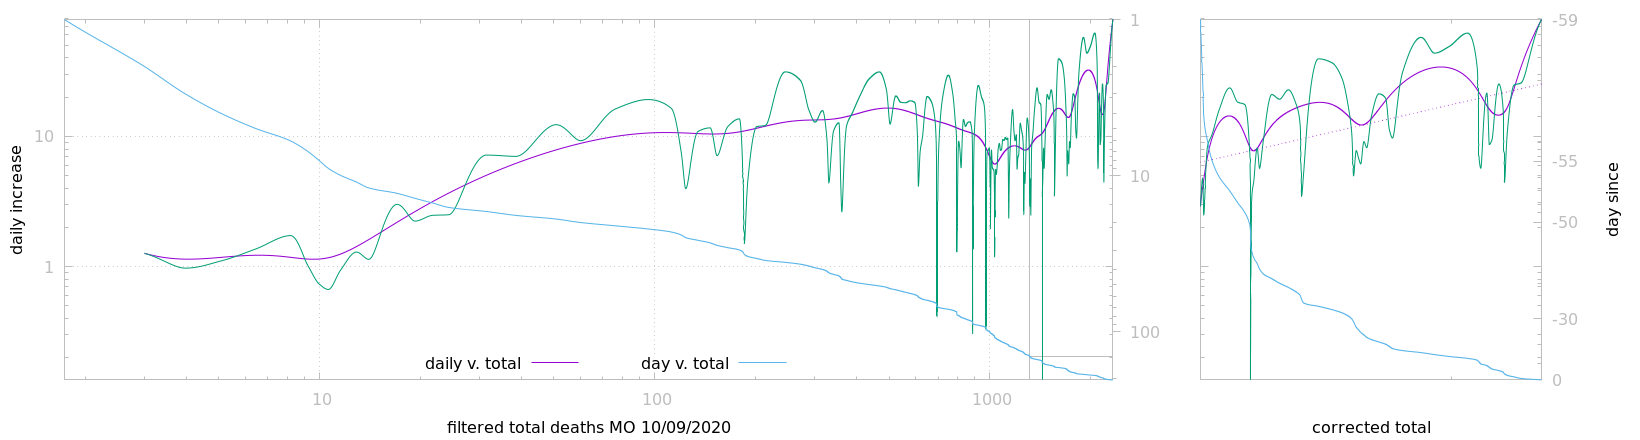 daily increase
10
1
daily v. total
day v. total
10
100
1000
filtered total deaths MO 10/09/2020
1
10
100
-59
-55
-50
-30
0
day since
corrected total